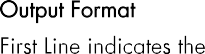 Output Format
First Line indicates the